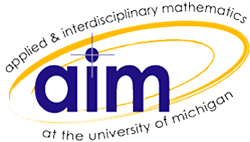 applied & interdisciplinary mathematics
aim
at the university of michigan